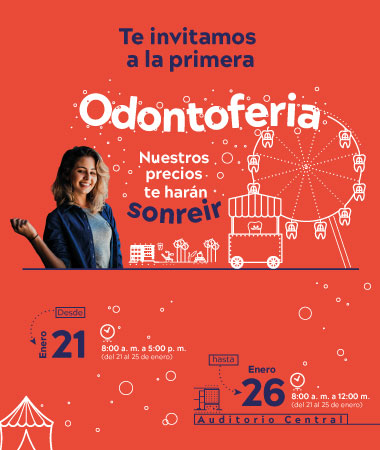 Te invitamos
a la primera
Odontoferia
Nuestros
precios
te harán
sonreir
Desde
Enero
21
8:00 a. m. a 5:00 p. m.
(del 21 al 25 de enero)
hasta
Enero
26
8:00 a. m. a 12:00 m.
(del 21 al 25 de enero)
Auditorio Central